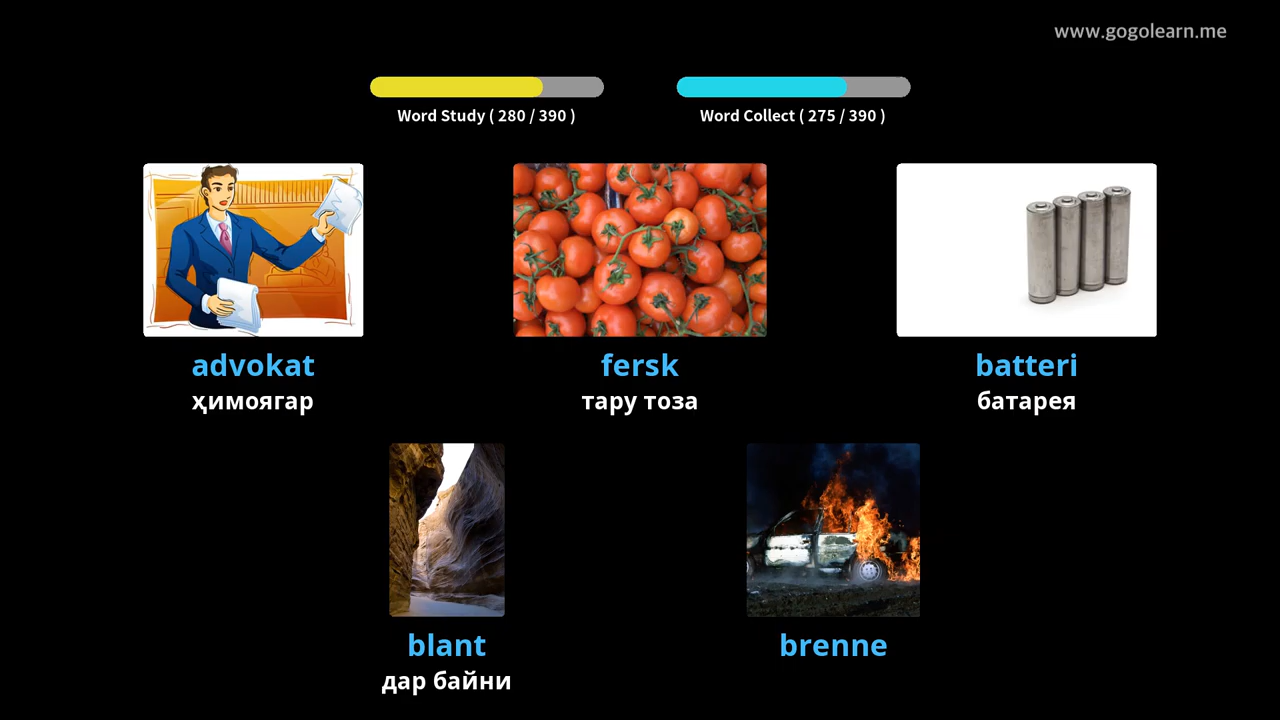 www.gogolearn.me
Word Study ( 280 / 390 )
Word Collect ( 275 / 390 )
advokat
ҳимоягар
fersk
тару тоза
batteri
батарея
blant
дар байни
brenne